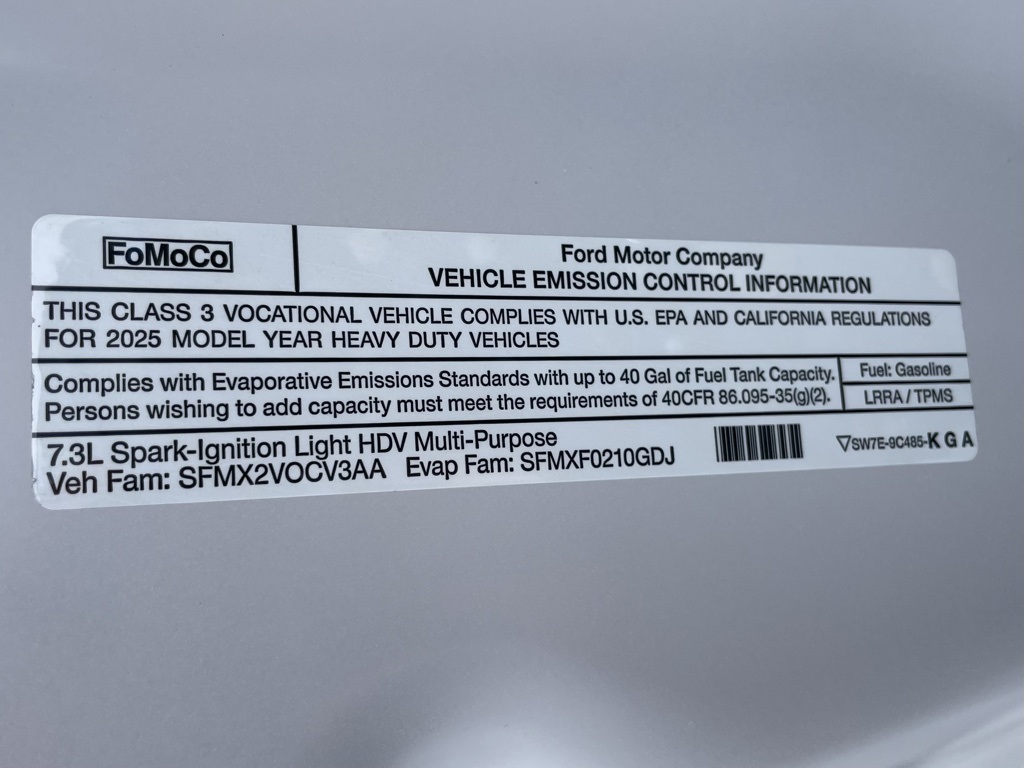 FoMoCo
Ford Motor Company
VEHICLE EMISSION CONTROL INFORMATION
THIS CLASS 3 VOCATIONAL VEHICLE COMPLIES WITH U.S. EPA AND CALIFORNIA REGULATIONS
FOR 2025 MODEL YEAR HEAVY DUTY VEHICLES
Complies with Evaporative Emissions Standards with up to 40 Gal of Fuel Tank Capacity.
Persons wishing to add capacity must meet the requirements of 40CFR 86.095-35(g)(2).
Fuel: Gasoline
LRRA / TPMS
7.3L Spark-Ignition Light HDV Multi-Purpose
Veh Fam: SFMX2VOCV3AA Evap Fam: SFMXF0210GDJ
SW7E-9C485-K G A